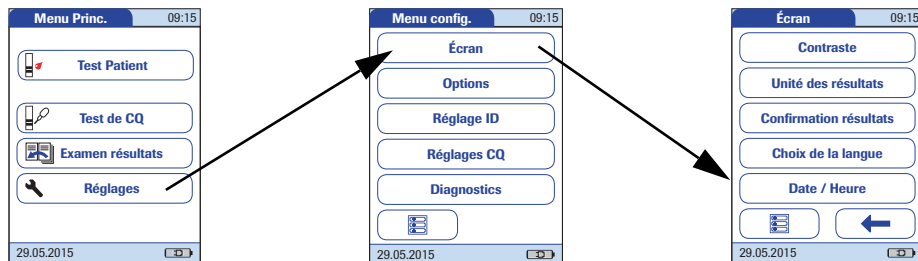 Menu Princ. 09:15
Test Patient
Test de CQ
Examen résultats
Réglages
29.05.2015
Menu config. 09:15
Écran
Options
Réglage ID
Réglages CQ
Diagnostics
29.05.2015
Écran 09:15
Contraste
Unité des résultats
Confirmation résultats
Choix de la langue
Date / Heure
29.05.2015